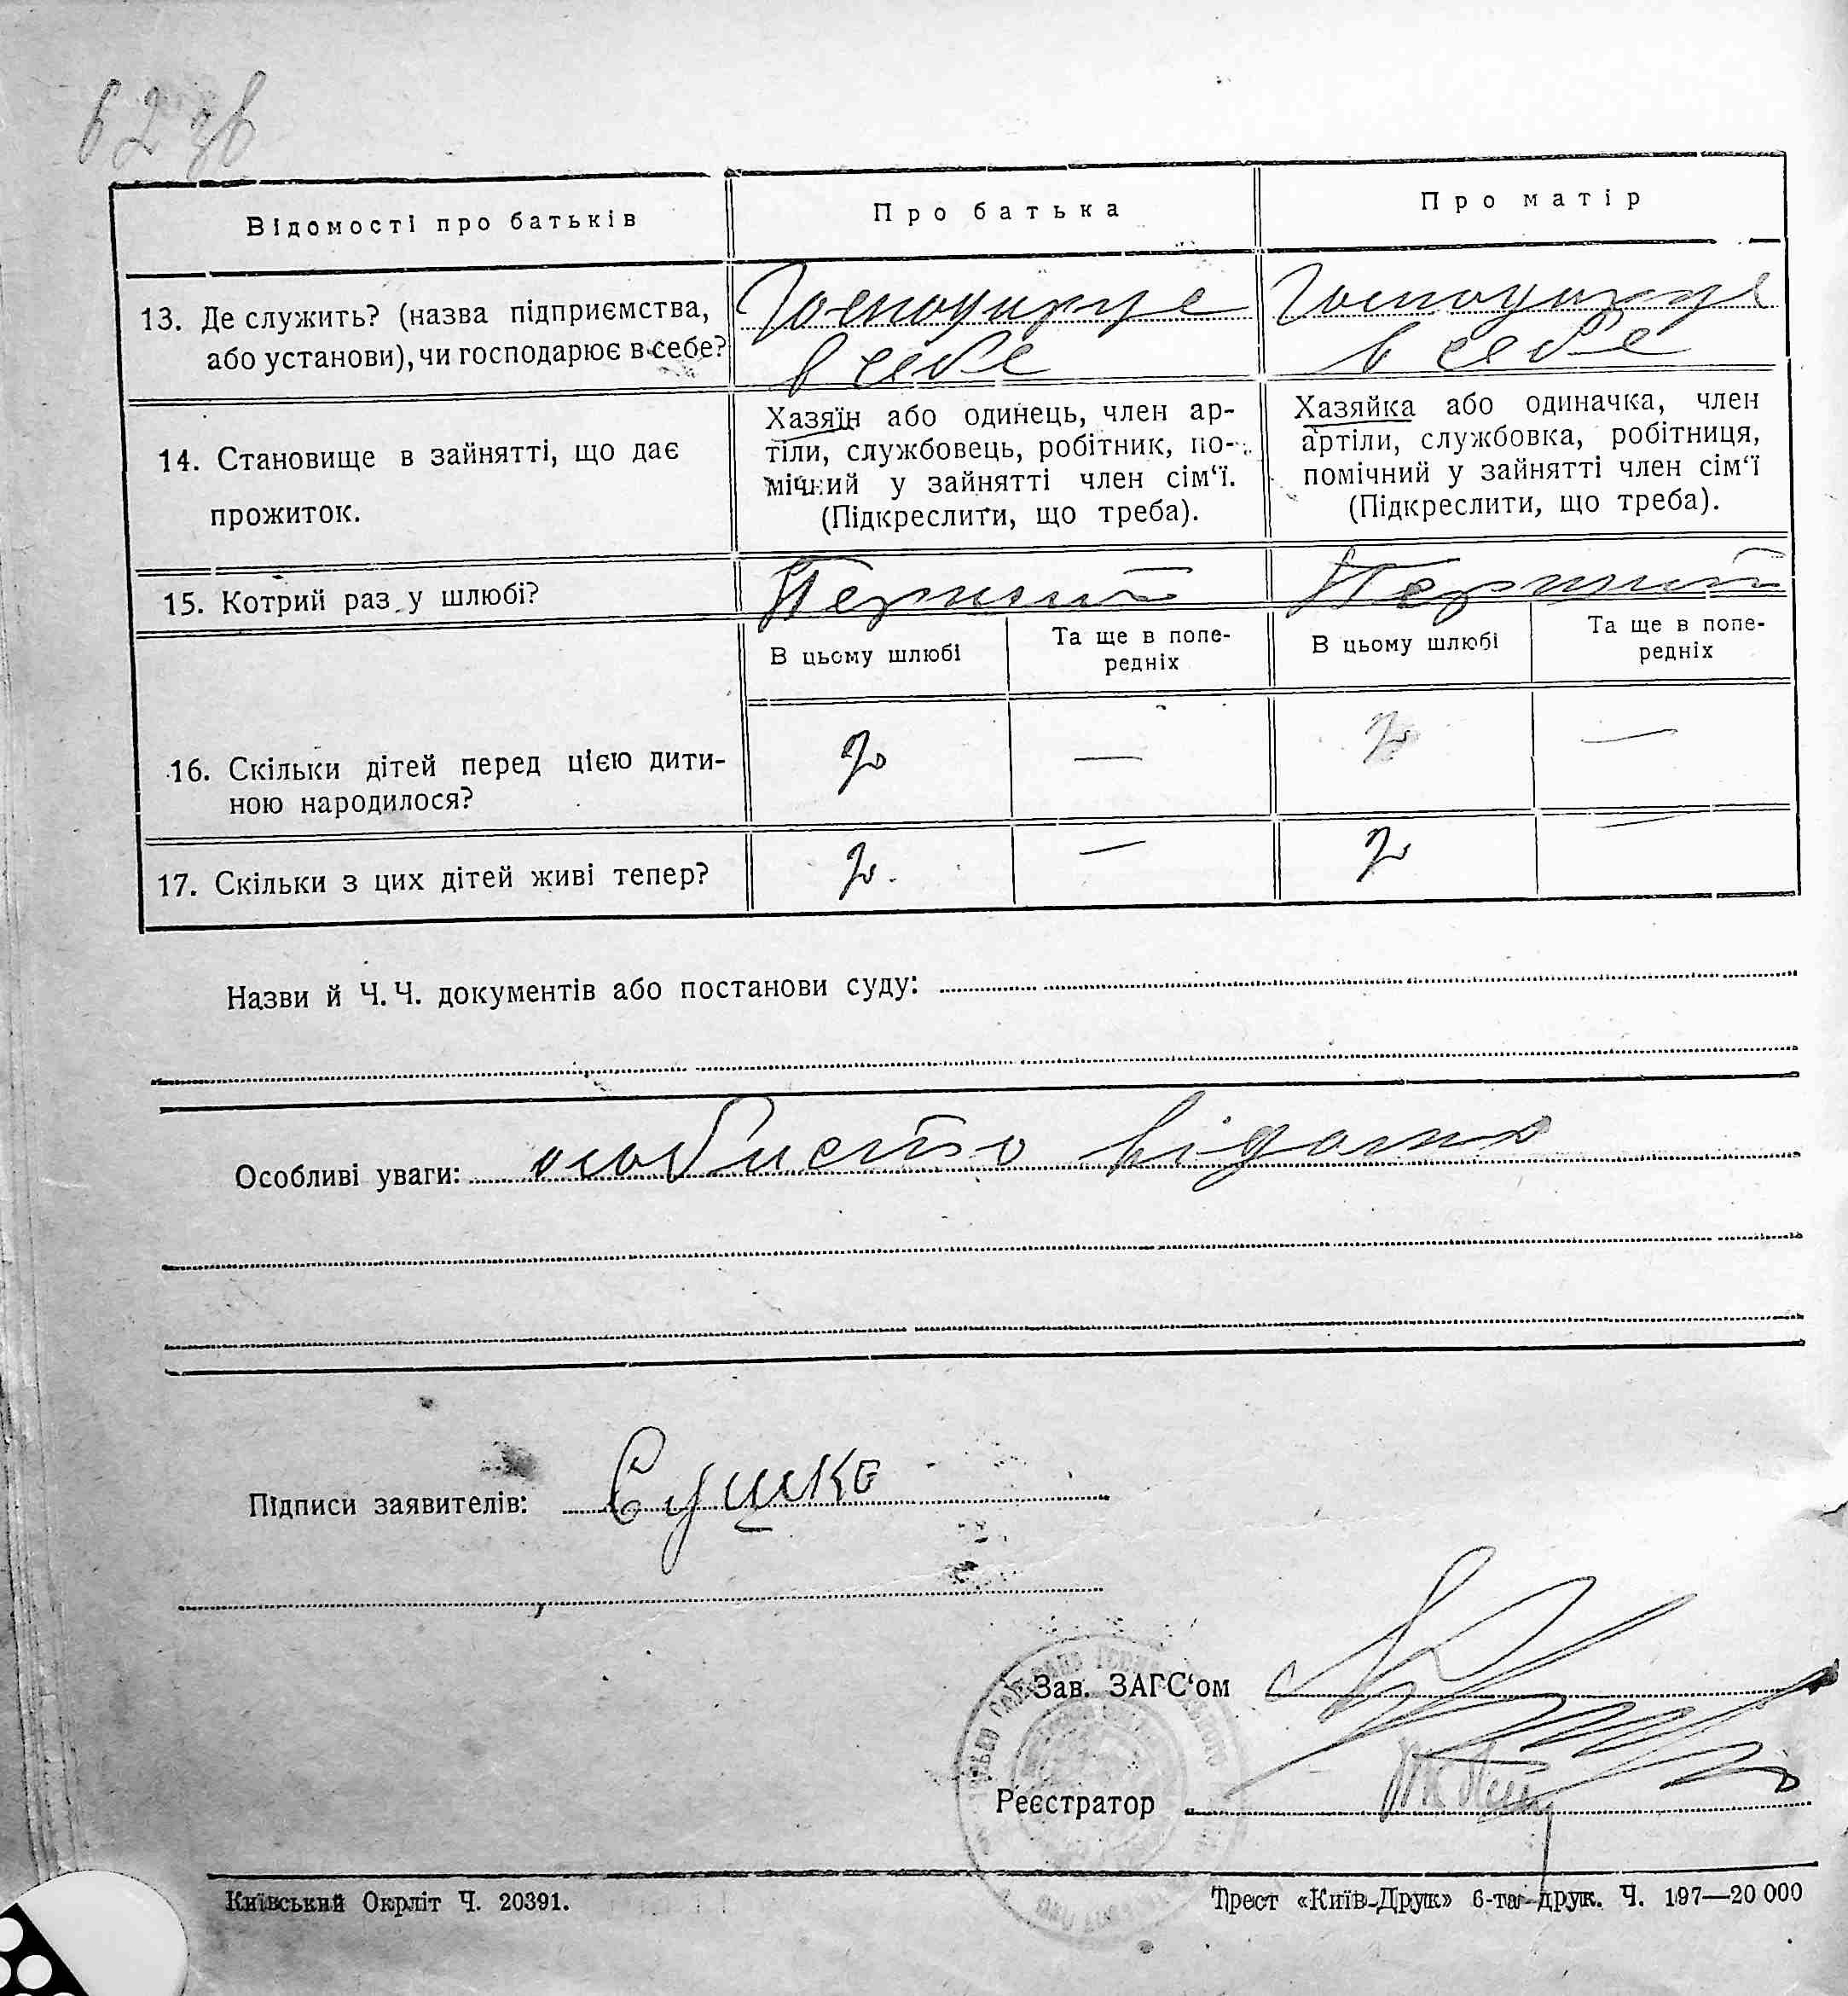 62 зв
Відомості про батьків
Про батька
Про матір
13. Де служить? (назва підприємства,
або установи), чи господарює в себе?
Господарює
в себе
Господарює
в себе
14. Становище в зайнятті, що дає
прожиток.
Хазяїн або одинець, член ар-
тіли, службовець, робітник, по-
мічний у зайнятті член сім‘ї.
(Підкреслити, що треба).
Хазяйка або одиначка, член
артіли, службовка, робітниця,
помічний у зайнятті член сім‘ї
(Підкреслити, що треба).
15. Котрий раз у шлюбі?
Перший
Перший
В цьому шлюбі
Та ще в попе-
редніх
В цьому шлюбі
Та ще в попе-
редніх
16. Скільки дітей перед цією дити-
ною народилося?
2
—
2
—
17. Скільки з цих дітей живі тепер?
2
—
2
—
Назви й Ч. Ч. документів або постанови суду:
Особливі уваги: особисто відомо
Підписи заявителів: Суцко
Зав. ЗАГС‘ом
Реєстратор
Київський Окрліт Ч. 20391.
Трест «Київ-Друк» 6-та друк. Ч. 197—20 000